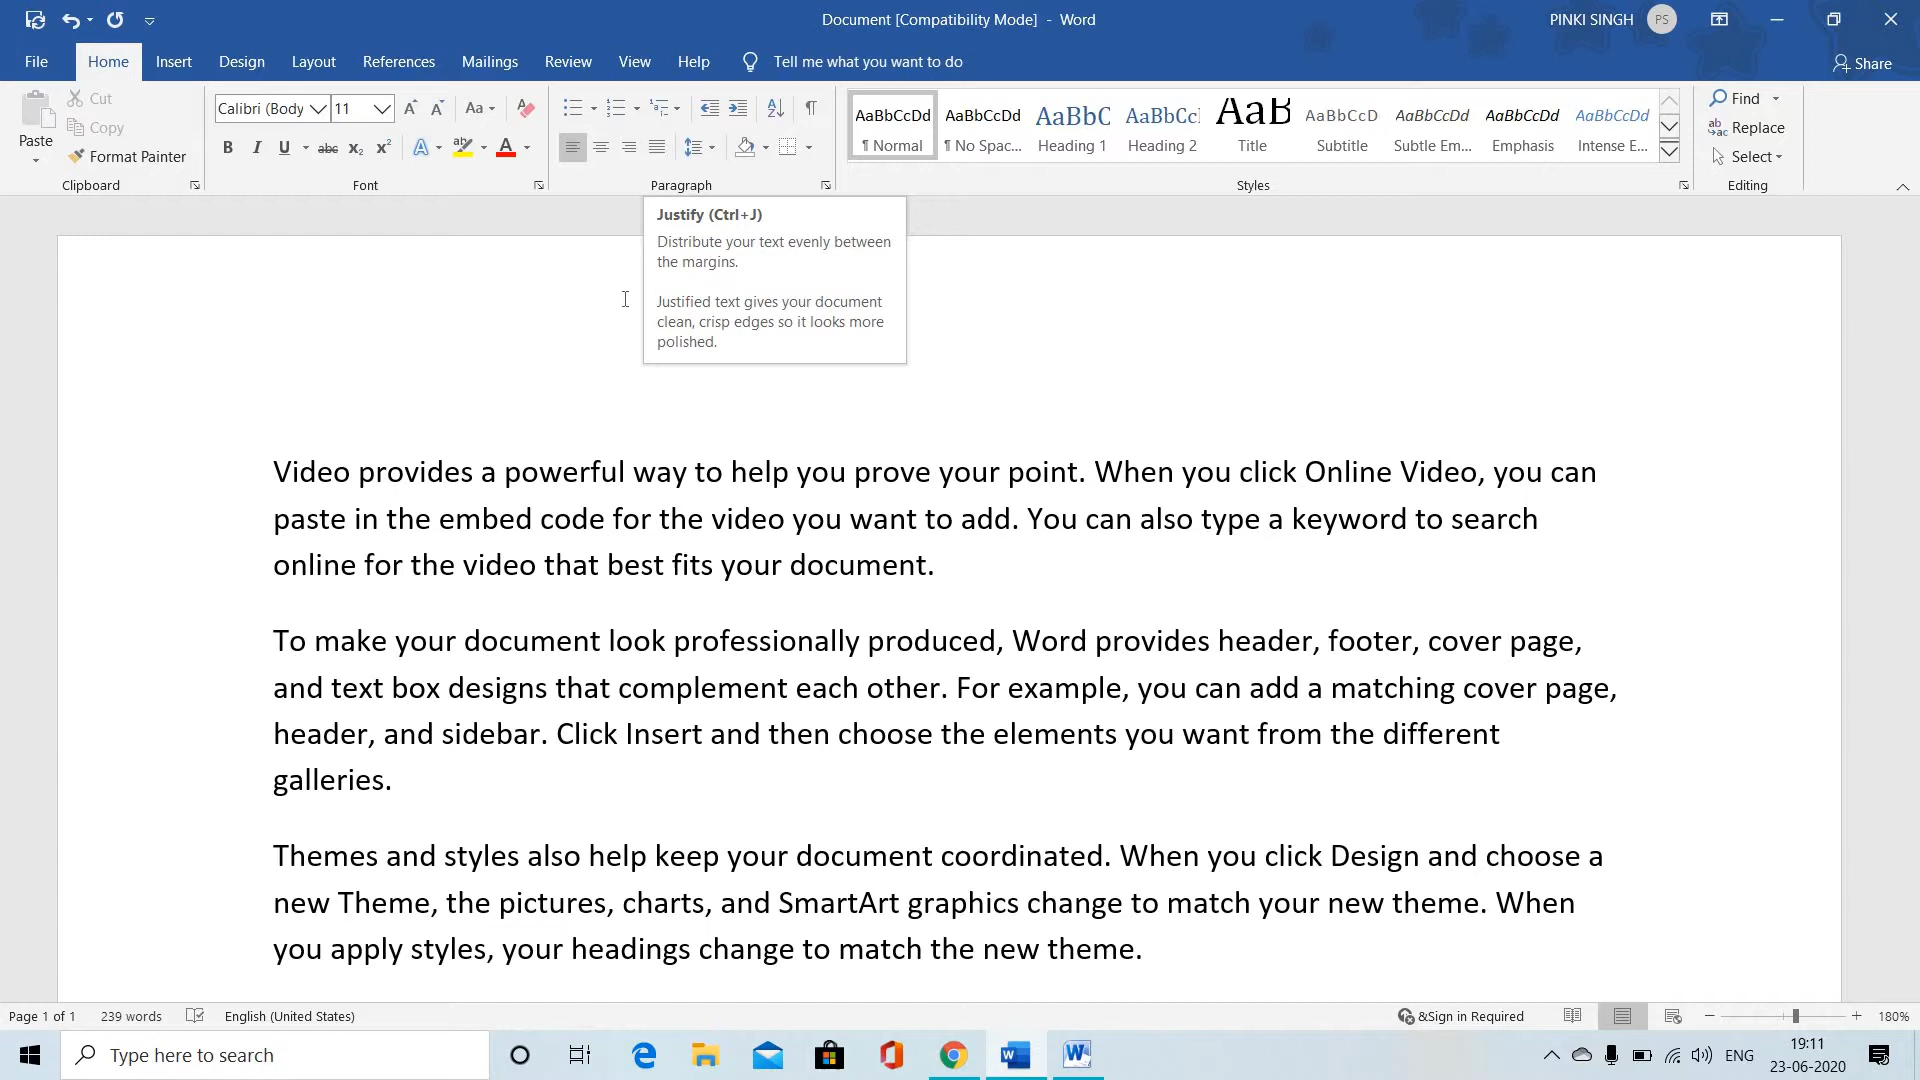 Document [Compatibility Mode] - Word
PINKI SINGH
PS
File
Home
Insert
Design
Layout
References
Mailings
Review
View
Help
Tell me what you want to do
Share
Paste
Cut
Copy
Format Painter
Clipboard
Calibri (Body
11
Aa
B I U abc x₂ x² A ab A
Font
Paragraph
AaBbCcDd
¶ Normal
AaBbCcDd
¶ No Spac...
AaBbC
Heading 1
AaBbCc
Heading 2
AaB
Title
AaBbCcD
Subtitle
AaBbCcDd
Subtle Em...
AaBbCcDd
Emphasis
AaBbCcDd
Intense E...
Styles
Find
Replace
Select
Editing
Justify (Ctrl+J)
Distribute your text evenly between
the margins.
Justified text gives your document
clean, crisp edges so it looks more
polished.
Video provides a powerful way to help you prove your point. When you click Online Video, you can
paste in the embed code for the video you want to add. You can also type a keyword to search
online for the video that best fits your document.
To make your document look professionally produced, Word provides header, footer, cover page,
and text box designs that complement each other. For example, you can add a matching cover page,
header, and sidebar. Click Insert and then choose the elements you want from the different
galleries.
Themes and styles also help keep your document coordinated. When you click Design and choose a
new Theme, the pictures, charts, and SmartArt graphics change to match your new theme. When
you apply styles, your headings change to match the new theme.
Page 1 of 1
239 words
English (United States)
&Sign in Required
180%
Type here to search
ENG
19:11
23-06-2020